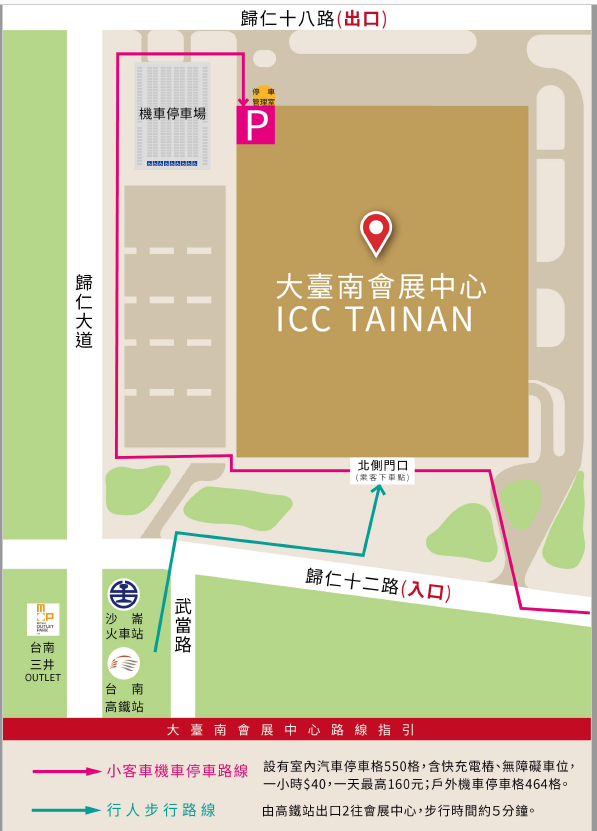 歸仁十八路(出口)
停車
管理室
P
機車停車場
歸仁大道
大臺南會展中心
ICC TAINAN
北側門口
(乘客下車點)
歸仁十二路(入口)
武當路
沙崙
火車站
台南
高鐵站
MOP
OUTLET
PARK
台南
三井
OUTLET
大臺南會展中心路線指引
小客車機車停車路線
設有室內汽車停車格550格,含快充電樁、無障礙車位,
一小時$40,一天最高160元;戶外機車停車格464格。
行人步行路線
由高鐵站出口2往會展中心,步行時間約5分鐘。